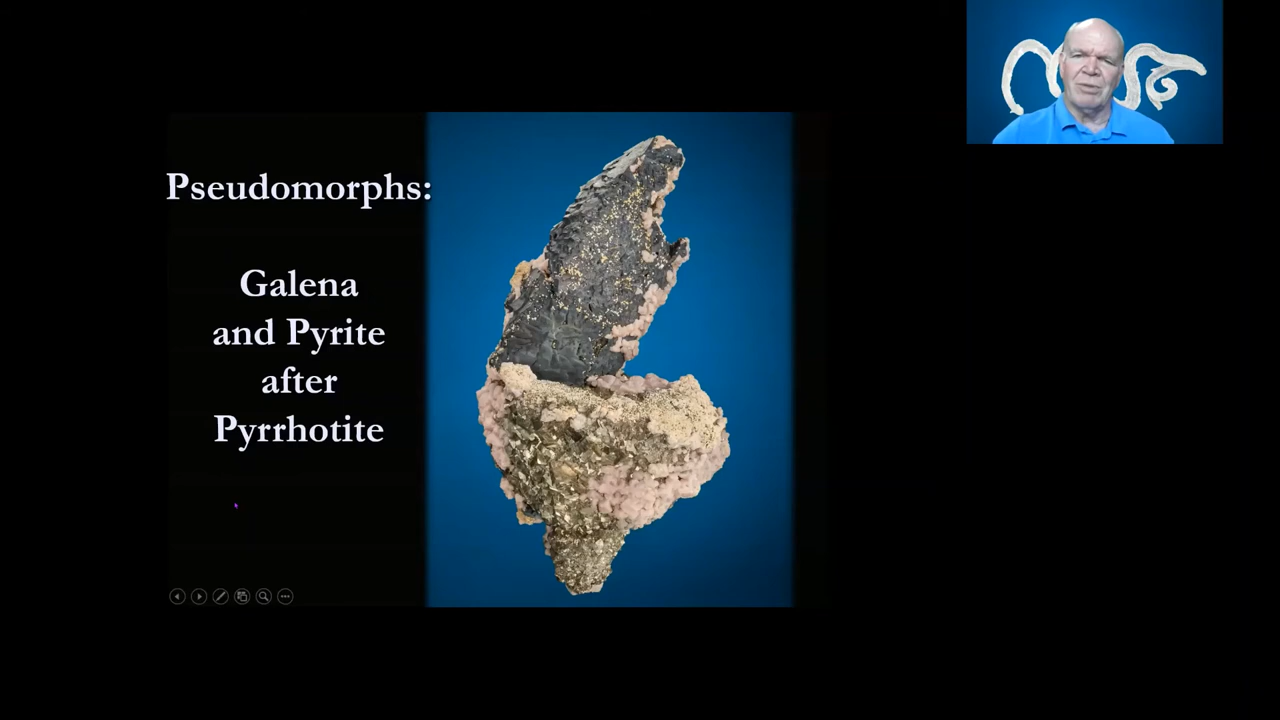 Pseudomorphs:
Galena
and Pyrite
after
Pyrrhotite